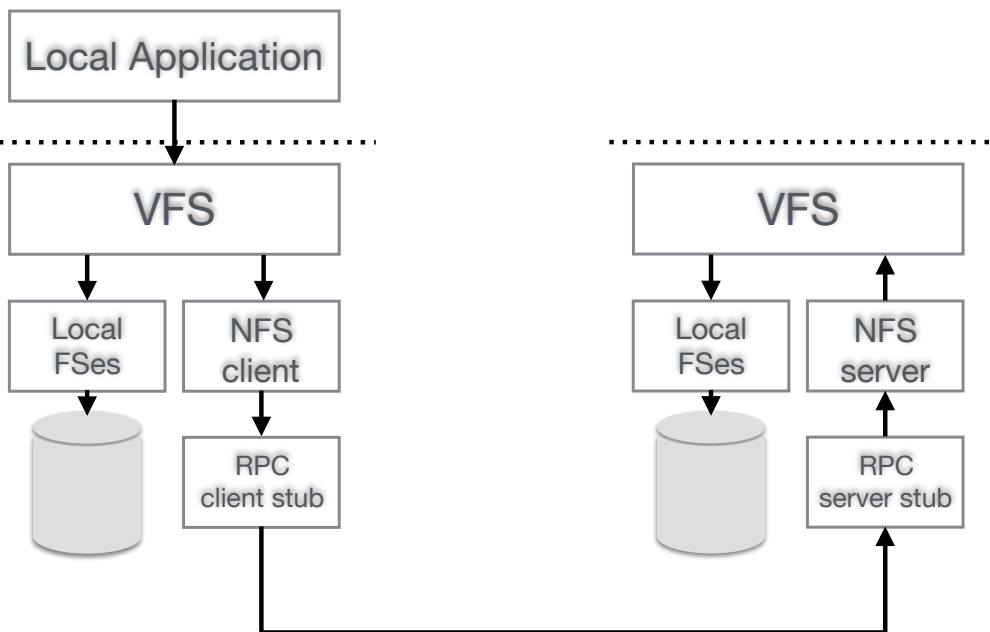 Local Application
VFS
Local
FSes
NFS
client
RPC
client stub
VFS
Local
FSes
NFS
server
RPC
server stub